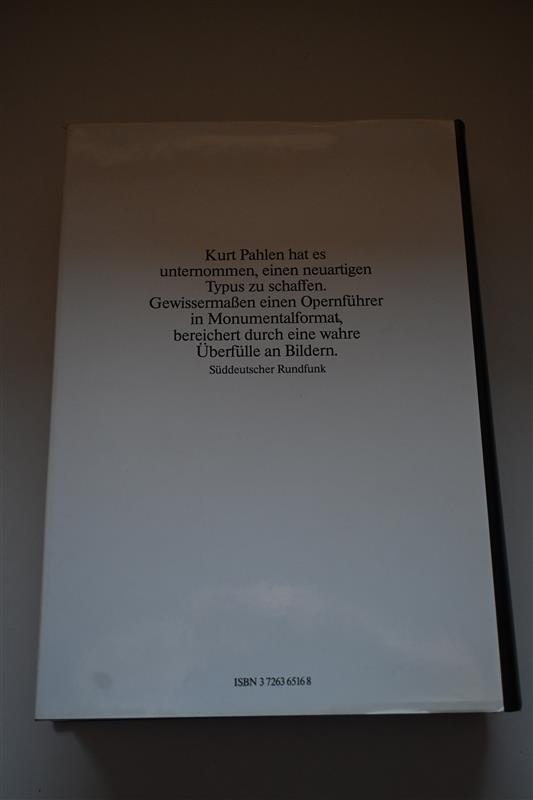 Kurt Pahlen hat es
unternommen, einen neuartigen
Typus zu schaffen.
Gewissermaßen einen Opernführer
in Monumentalformat,
bereichert durch eine wahre
Überfülle an Bildern.
Süddeutscher Rundfunk
ISBN 3 7263 6516 8